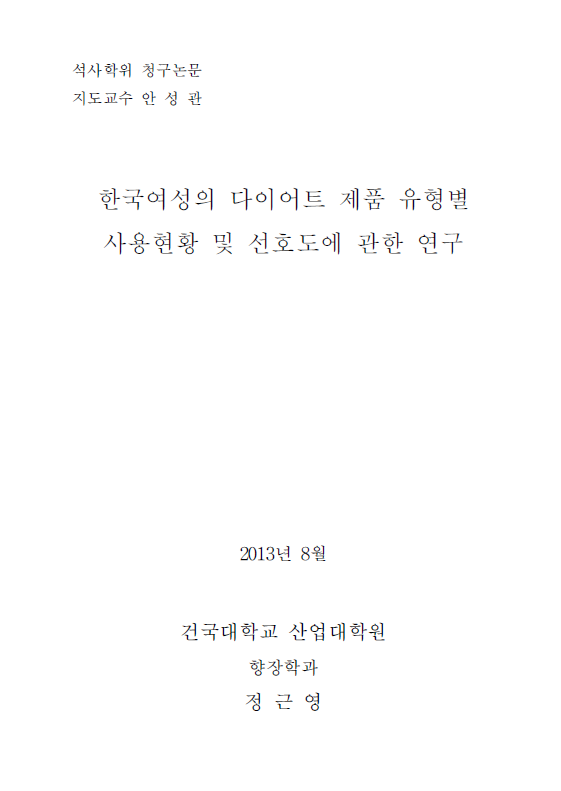 석사학위 청구논문
지도교수 안 성 관
한국여성의 다이어트 제품 유형별
사용현황 및 선호도에 관한 연구
2013년 8월
건국대학교 산업대학원
향장학과
정 근 영